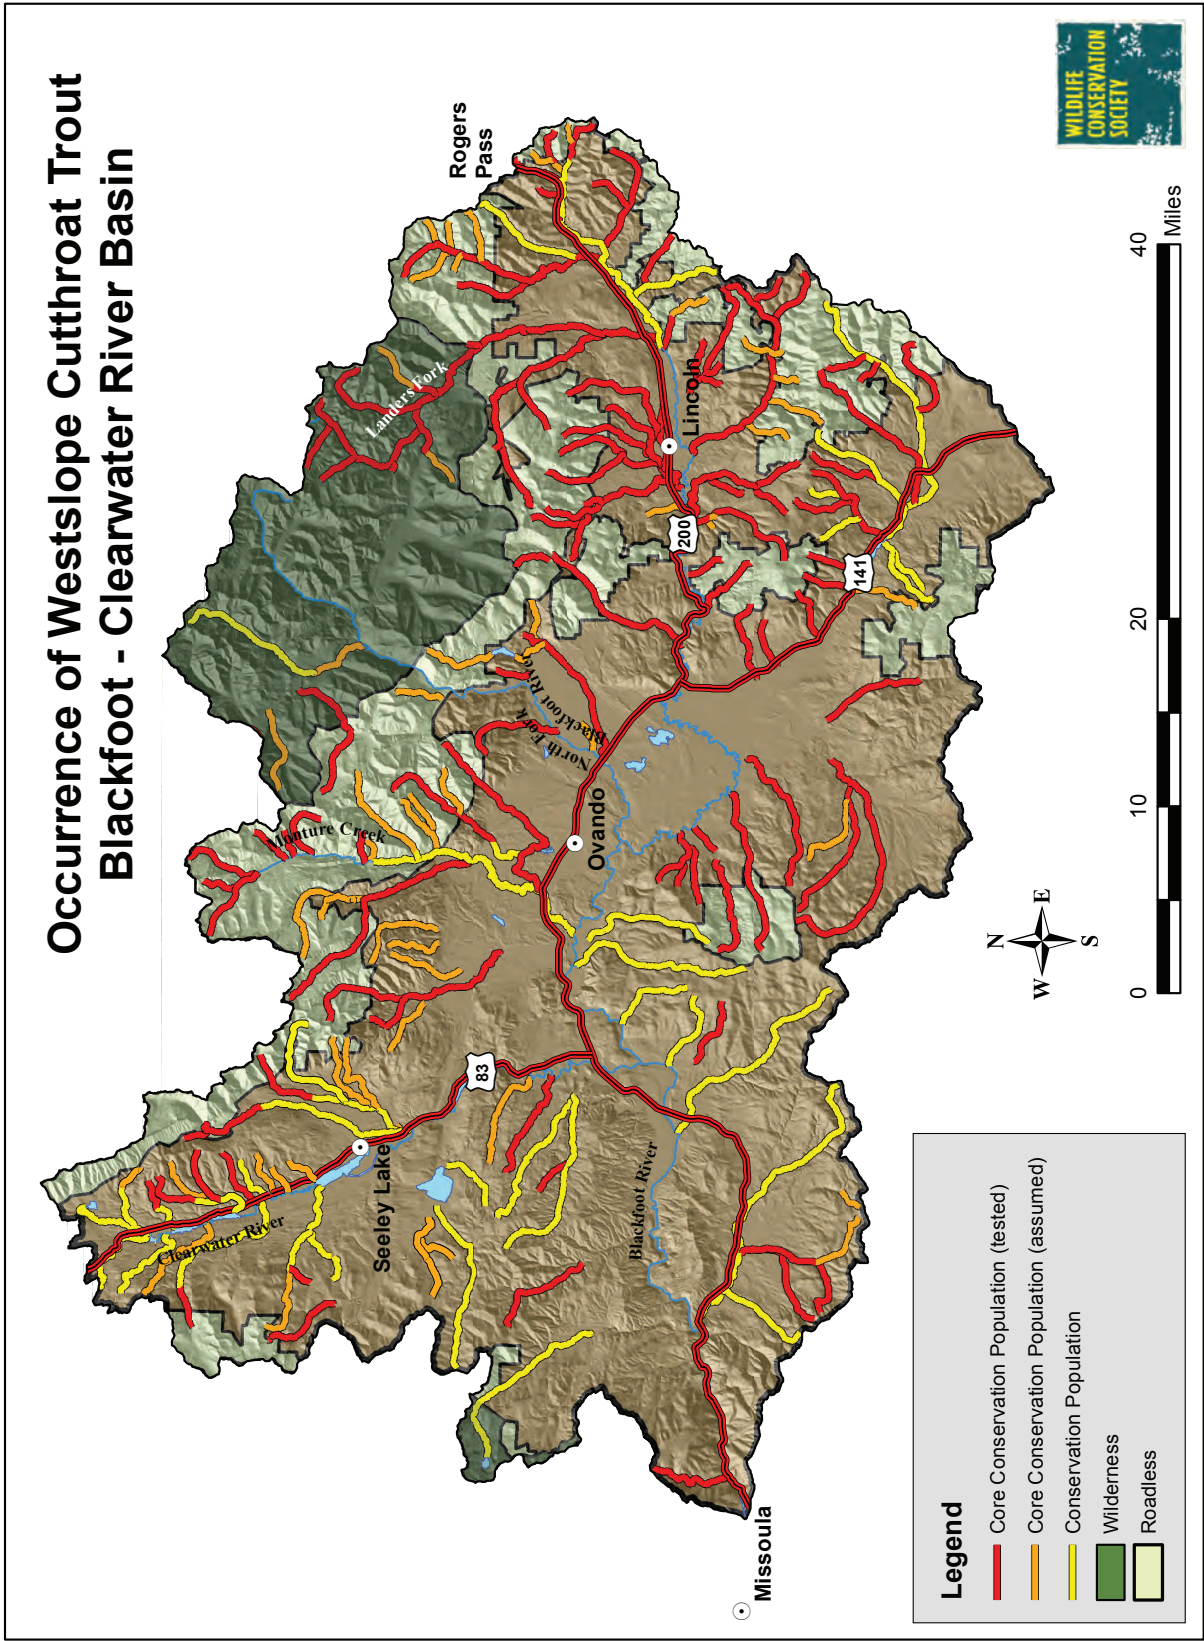 Occurrence of Westslope Cutthroat Trout
Blackfoot - Clearwater River Basin
WILDLIFE
CONSERVATION
SOCIETY
Rogers
Pass
Landers Fork
Lincoln
200
141
North Fork
Blackfoot River
Monture Creek
Ovando
83
Seeley Lake
Clearwater River
Blackfoot River
Missoula
N
W
E
S
0
10
20
40
Miles
Legend
Core Conservation Population (tested)
Core Conservation Population (assumed)
Conservation Population
Wilderness
Roadless